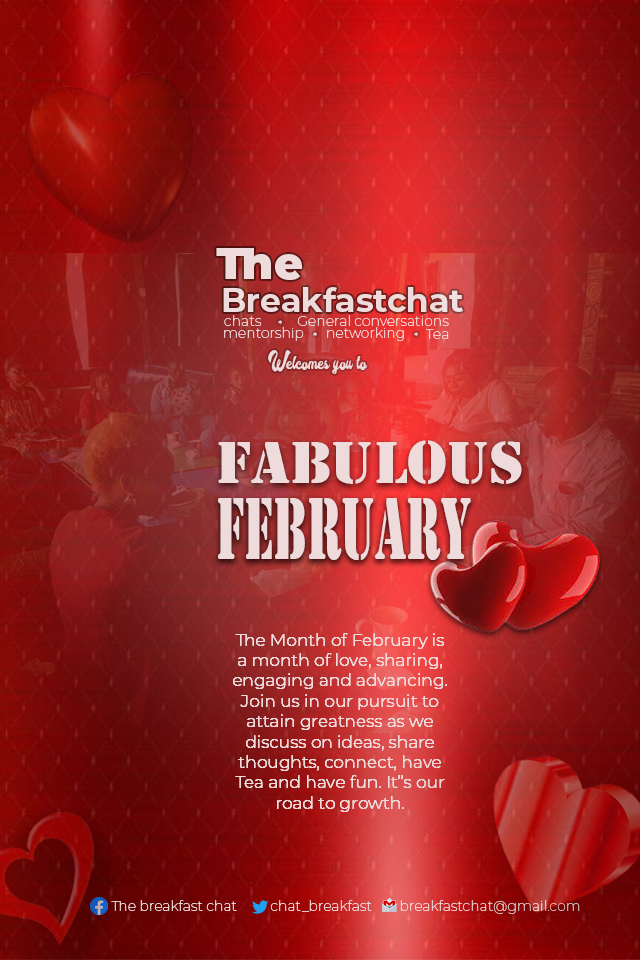 The
Breakfastchat
chats • General conversations
mentorship • networking • Tea
Welcomes you to
FABULOUS
FEBRUARY
The Month of February is
a month of love, sharing,
engaging and advancing.
Join us in our pursuit to
attain greatness as we
discuss on ideas, share
thoughts, connect, have
Tea and have fun. It"s our
road to growth.
The breakfast chat chat_breakfast breakfastchat@gmail.com